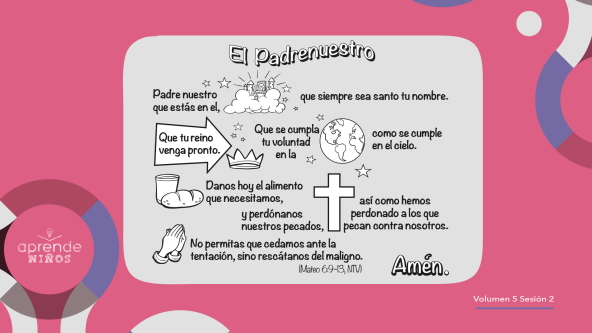 El Padrenuestro
Padre nuestro
que estás en el,
que siempre sea santo tu nombre.
Que tu reino
venga pronto.
Que se cumpla
tu voluntad
en la
como se cumple
en el cielo.
Danos hoy el alimento
que necesitamos,
y perdónanos
nuestros pecados,
así como hemos
perdonado a los que
pecan contra nosotros.
No permitas que cedamos ante la
tentación, sino rescátanos del maligno.
(Mateo 6:9-13, NTV)
Amén.
aprende
NIÑOS
Volumen 5 Sesión 2